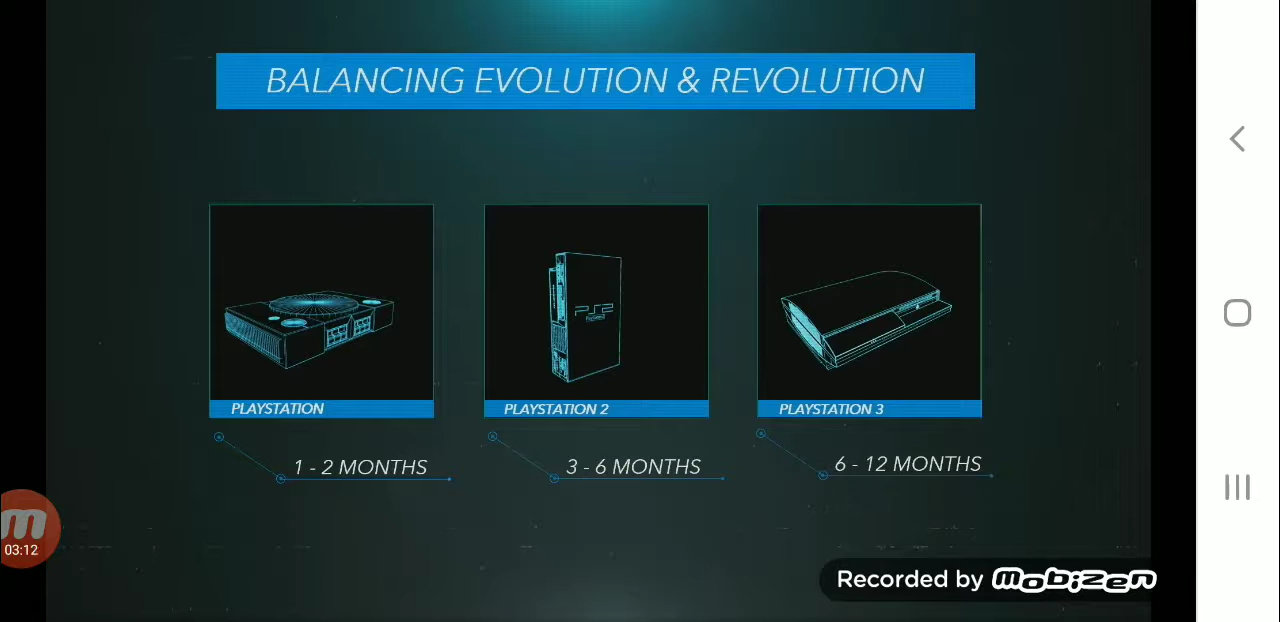 BALANCING EVOLUTION & REVOLUTION
PS2
PLAYSTATION
PLAYSTATION 2
PLAYSTATION 3
1 - 2 MONTHS
3 - 6 MONTHS
6 - 12 MONTHS
m
03:12
Recorded by mobizen